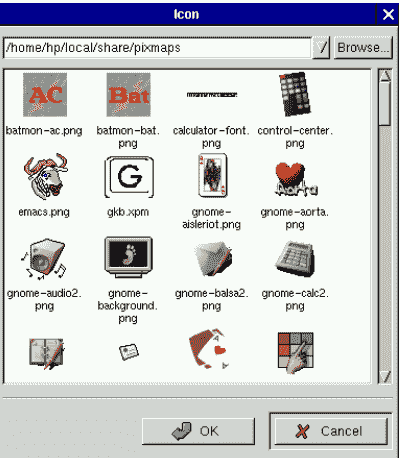 Icon
/home/hp/local/share/pixmaps
Browse...
AC
Bat
batmon-ac.png
batmon-bat.
png
calculator-font.
png
control-center.
png
G
Aorta
emacs.png
gkb.xpm
gnome-
aisleriot.png
gnome-aorta.
png
gnome-audio2.
png
gnome-
background.
png
gnome-balsa2.
png
gnome-calc2.
png
OK
Cancel